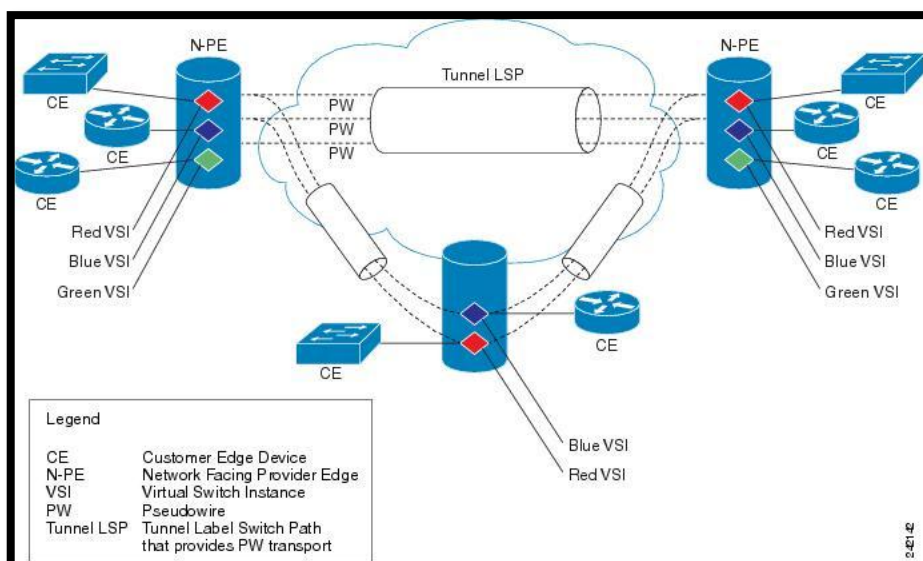 N-PE
N-PE
Tunnel LSP
CE
CE
CE
PW
PW
PW
CE
CE
CE
Red VSI
Blue VSI
Green VSI
Red VSI
Blue VSI
Green VSI
CE
CE
Blue VSI
Red VSI
Legend
CE Customer Edge Device
N-PE Network Facing Provider Edge
VSI Virtual Switch Instance
PW Pseudowire
Tunnel LSP Tunnel Label Switch Path
that provides PW transport
242142